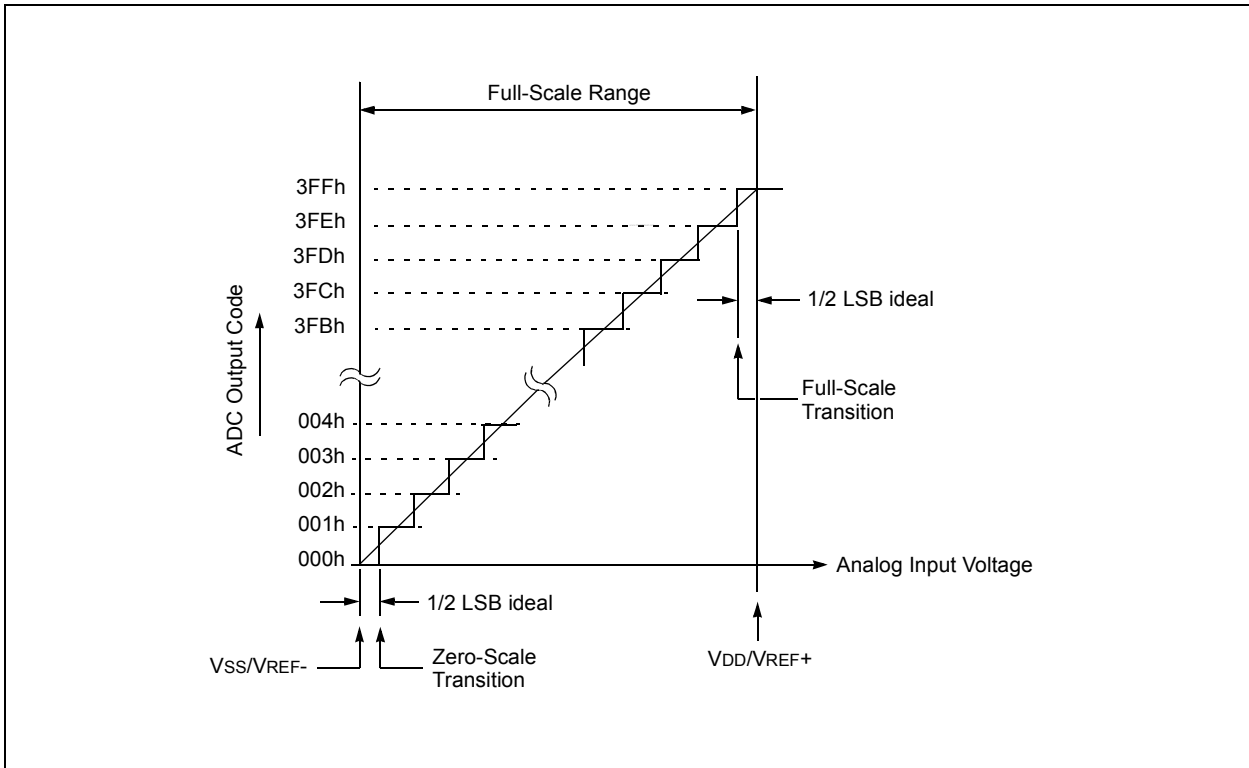 Full-Scale Range
3FFh
3FEh
3FDh
3FCh
3FBh
1/2 LSB ideal
Full-Scale
Transition
ADC Output Code
004h
003h
002h
001h
000h
Analog Input Voltage
1/2 LSB ideal
VSS/VREF-
Zero-Scale
Transition
VDD/VREF+